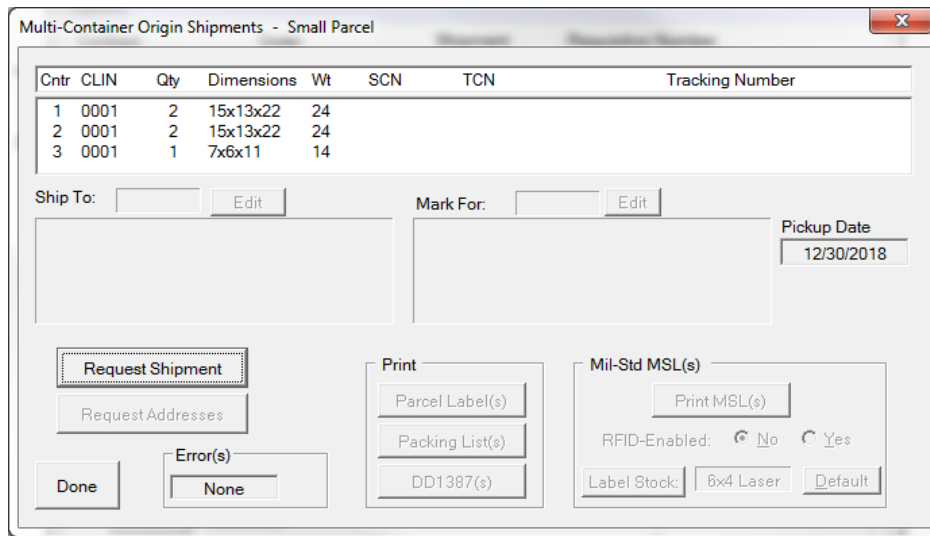 Multi-Container Origin Shipments - Small Parcel
Cntr CLIN Qty Dimensions Wt SCN TCN Tracking Number
1 0001 2 15x13x22 24
2 0001 2 15x13x22 24
3 0001 1 7x6x11 14
Ship To: Edit
Mark For: Edit
Pickup Date
12/30/2018
Request Shipment
Request Addresses
Error(s)
None
Done
Print
Parcel Label(s)
Packing List(s)
DD1387(s)
Mil-Std MSL(s)
Print MSL(s)
RFID-Enabled: No Yes
Label Stock: 6x4 Laser Default